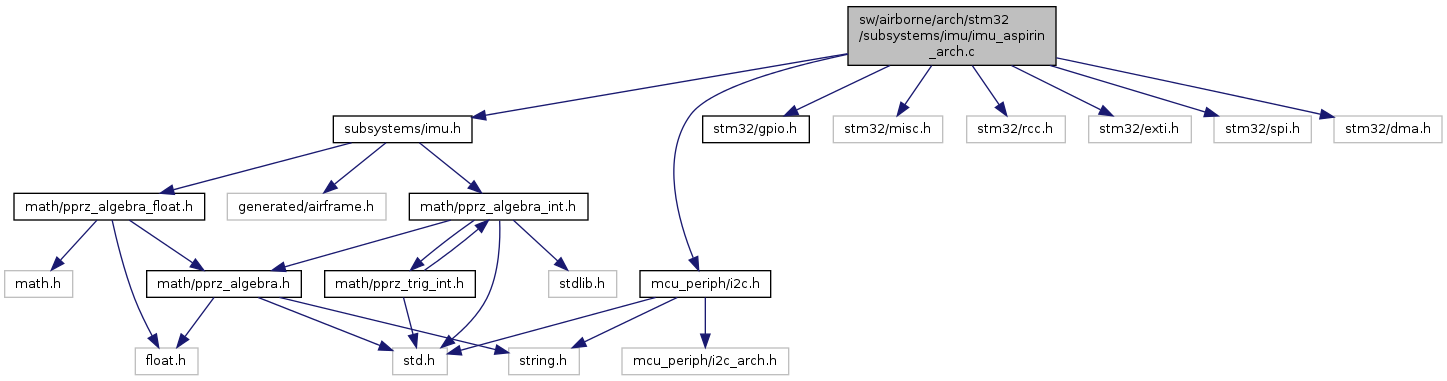 sw/airborne/arch/stm32
/subsystems/imu/imu_aspirin
_arch.c
subsystems/imu.h
stm32/gpio.h
stm32/misc.h
stm32/rcc.h
stm32/exti.h
stm32/spi.h
stm32/dma.h
math/pprz_algebra_float.h
generated/airframe.h
math/pprz_algebra_int.h
math.h
math/pprz_algebra.h
math/pprz_trig_int.h
stdlib.h
mcu_periph/i2c.h
float.h
std.h
string.h
mcu_periph/i2c_arch.h